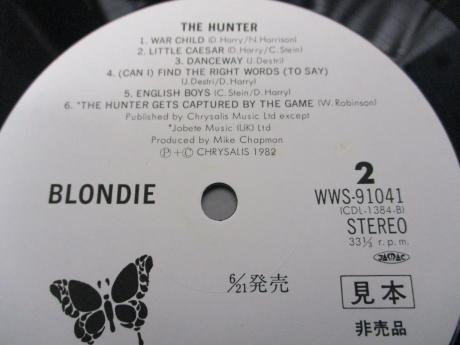 THE HUNTER
1. WAR CHILD (D. Harry/N. Harrison)
2. LITTLE CAESAR (D. Harry/C. Stein)
3. DANCEWAY (J. Destri)
4. (CAN I) FIND THE RIGHT WORDS (TO SAY)
(J. Destri/D. Harry)
5. ENGLISH BOYS (C. Stein/D. Harry)
6. *THE HUNTER GETS CAPTURED BY THE GAME (W. Robinson)
Published by Chrysalis Music Ltd except
*Jobete Music (UK) Ltd
Produced by Mike Chapman
Ⓟ+Ⓒ CHRYSALIS 1982
BLONDIE
2
WWS-91041
(CDL-1384-B)
STEREO
33⅓ r.p.m.
JASRAC
6/21発売
見本
非売品